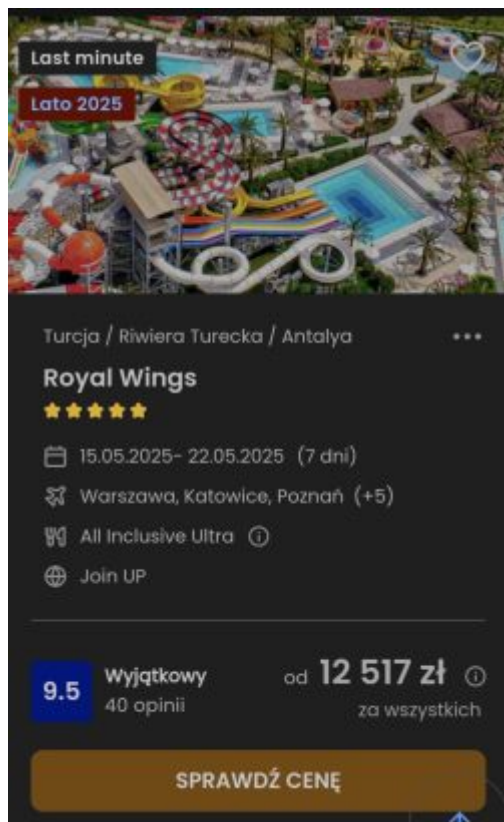 Last minute
Lato 2025
Turcja / Riwiera Turecka / Antalya
Royal Wings
15.05.2025- 22.05.2025 (7 dni)
Warszawa, Katowice, Poznań (+5)
All Inclusive Ultra
Join UP
9.5 Wyjątkowy od 12 517 zł
40 opinii za wszystkich
SPRAWDŹ CENĘ